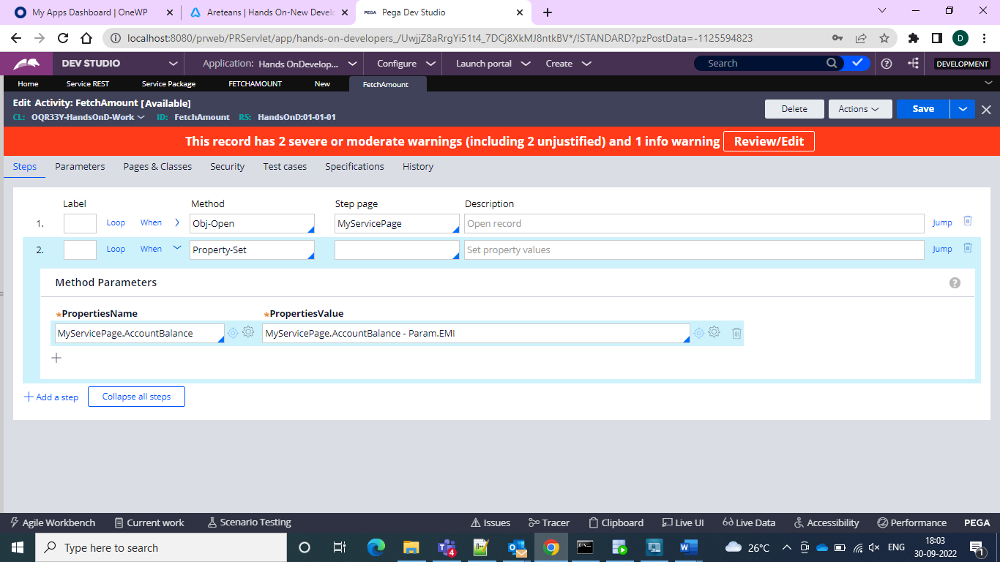 My Apps Dashboard | OneWP
Areteans | Hands On-New Develo
PEGA Pega Dev Studio
localhost:8080/prweb/PRServlet/app/hands-on-developers_/UwjjZ8aRrgYi51t4_7DCj8XkMJ8ntkBV*/!STANDARD?pzPostData=-1125594823
D
DEV STUDIO
Application: Hands OnDevelop...
Configure
Launch portal
Create
Search
DEVELOPMENT
Home
Service REST
Service Package
FETCHAMOUNT
New
FetchAmount
Edit Activity: FetchAmount [Available]
CL: OQR33Y-HandsOnD-Work ID: FetchAmount RS: HandsOnD:01-01-01
Delete
Actions
Save
This record has 2 severe or moderate warnings (including 2 unjustified) and 1 info warning Review/Edit
Steps Parameters Pages & Classes Security Test cases Specifications History
Label Method Step page Description
1. Loop When Obj-Open MyServicePage Open record Jump
2. Loop When Property-Set Set property values Jump
Method Parameters
?
*PropertiesName *PropertiesValue
MyServicePage.AccountBalance MyServicePage.AccountBalance - Param.EMI
+ Add a step Collapse all steps
Agile Workbench Current work Scenario Testing Issues Tracer Clipboard Live UI Live Data Accessibility Performance PEGA
Type here to search
4
26°C
ENG
18:03
30-09-2022
1